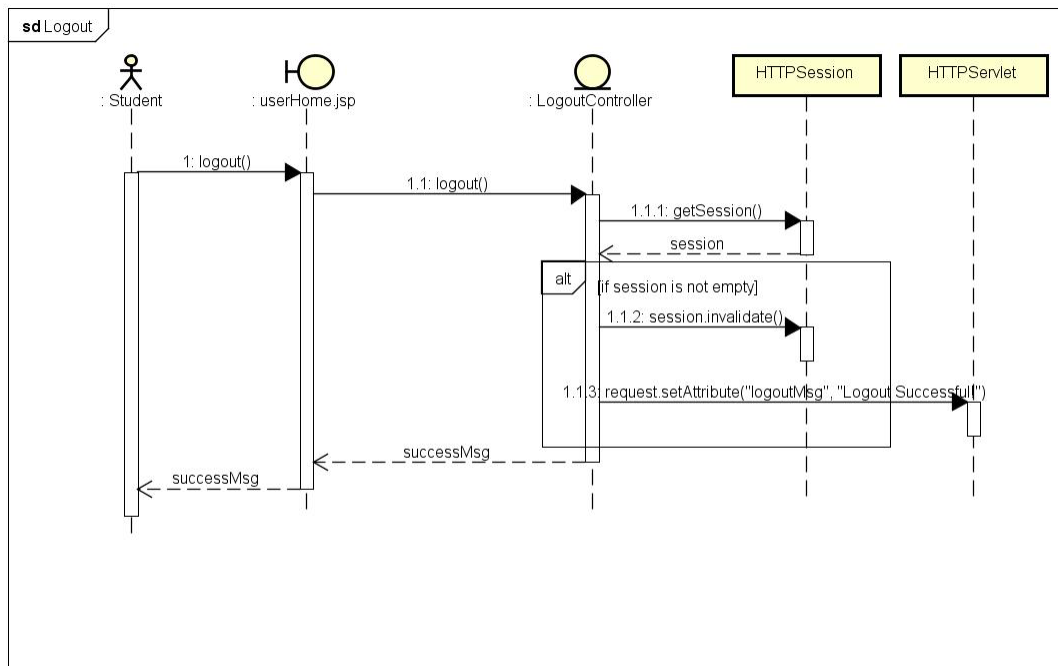 sd Logout
: Student
: userHome.jsp
: LogoutController
HTTPSession
HTTPServlet
1: logout()
1.1: logout()
1.1.1: getSession()
session
alt
[if session is not empty]
1.1.2: session.invalidate()
1.1.3: request.setAttribute("logoutMsg", "Logout Successfull")
successMsg
successMsg